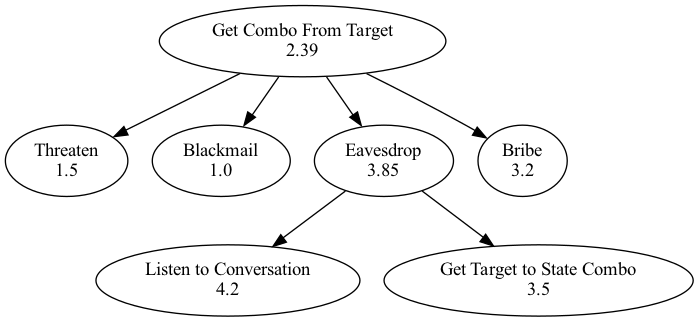 Get Combo From Target
2.39
Threaten
1.5
Blackmail
1.0
Eavesdrop
3.85
Bribe
3.2
Listen to Conversation
4.2
Get Target to State Combo
3.5